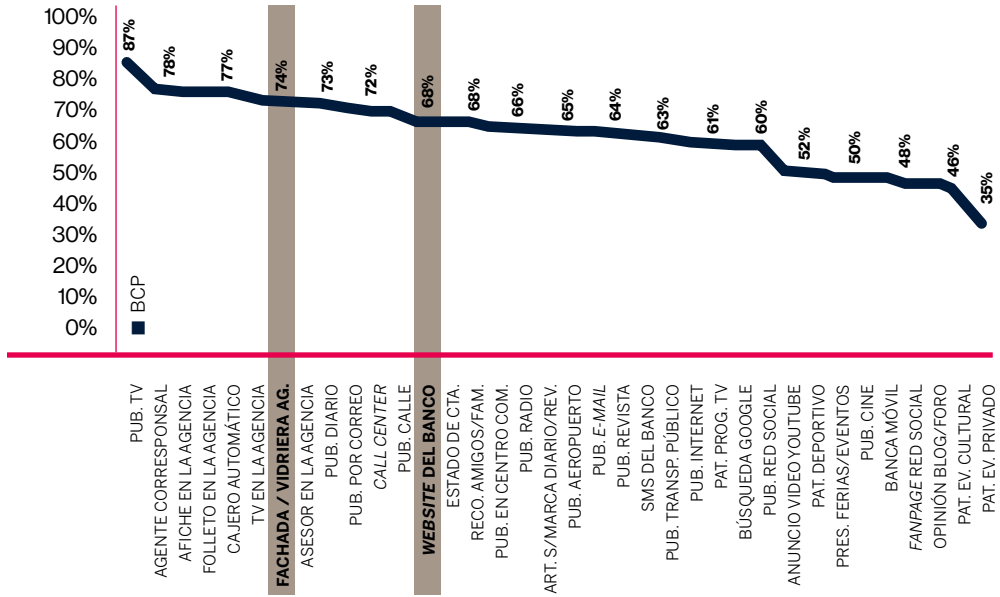 100%
90%
80%
70%
60%
50%
40%
30%
20%
10%
0%
87%
78%
77%
74%
73%
72%
68%
68%
66%
65%
64%
63%
61%
60%
52%
50%
48%
46%
35%
BCP
PUB. TV
AGENTE CORRESPONSAL
AFICHE EN LA AGENCIA
FOLLETO EN LA AGENCIA
CAJERO AUTOMÁTICO
TV EN LA AGENCIA
FACHADA / VIDRIERA AG.
ASESOR EN LA AGENCIA
PUB. DIARIO
PUB. POR CORREO
CALL CENTER
PUB. CALLE
WEBSITE DEL BANCO
ESTADO DE CTA.
RECO. AMIGOS/FAM.
PUB. EN CENTRO COM.
PUB. RADIO
ART. S/MARCA DIARIO/REV.
PUB. AEROPUERTO
PUB. E-MAIL
PUB. REVISTA
SMS DEL BANCO
PUB. TRANSP. PÚBLICO
PUB. INTERNET
PAT. PROG. TV
BÚSQUEDA GOOGLE
PUB. RED SOCIAL
ANUNCIO VIDEO YOUTUBE
PAT. DEPORTIVO
PRES. FERIAS/EVENTOS
PUB. CINE
BANCA MÓVIL
FANPAGE RED SOCIAL
OPINIÓN BLOG/FORO
PAT. EV. CULTURAL
PAT. EV. PRIVADO